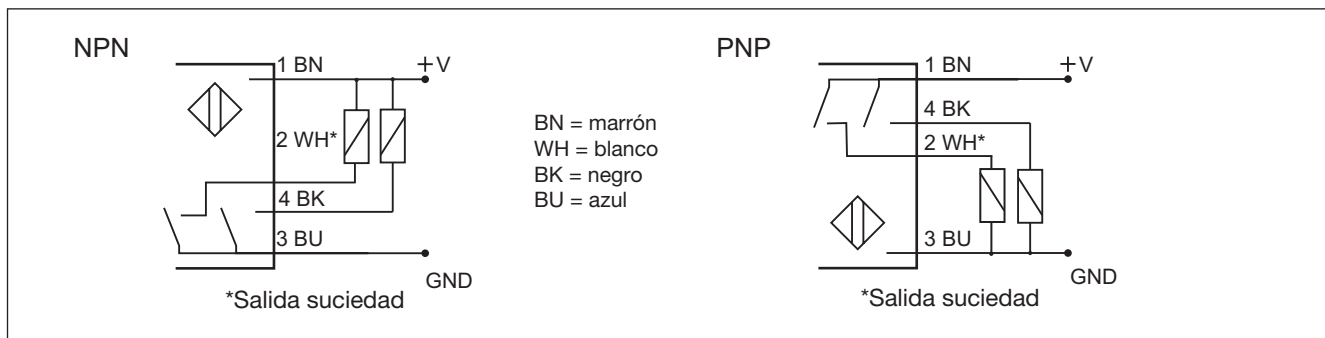 NPN
1 BN
+V
2 WH*
4 BK
3 BU
GND
*Salida suciedad
BN = marrón
WH = blanco
BK = negro
BU = azul
PNP
1 BN
+V
4 BK
2 WH*
3 BU
GND
*Salida suciedad